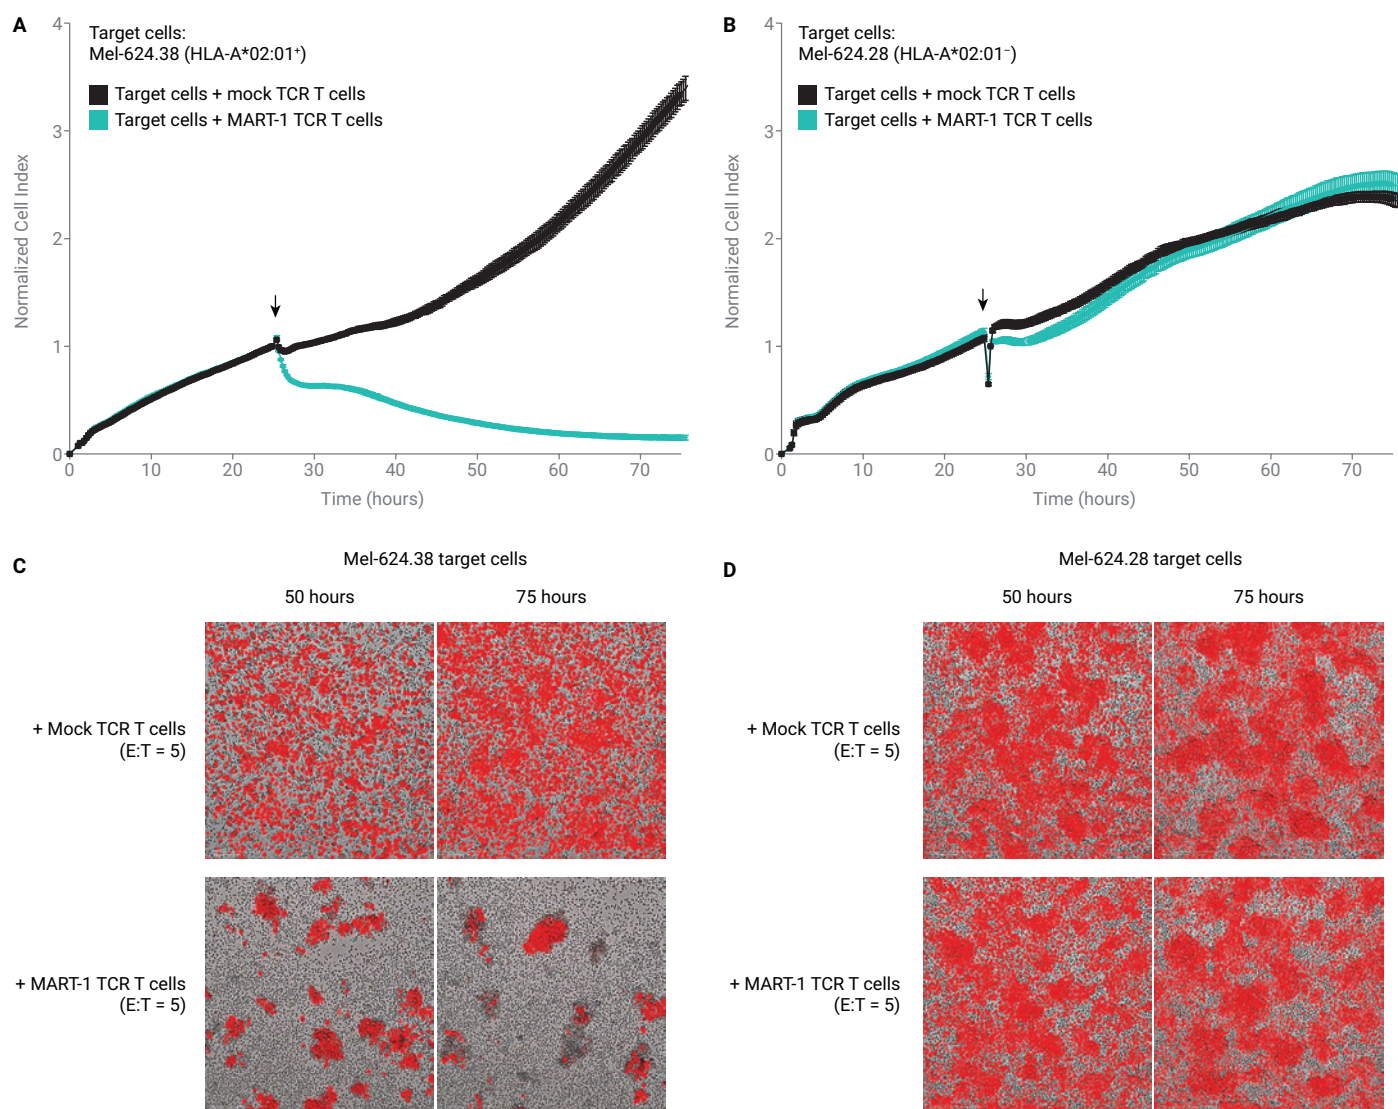 A
Target cells:
Mel-624.38 (HLA-A*02:01⁺)
Target cells + mock TCR T cells
Target cells + MART-1 TCR T cells
Normalized Cell Index
4
3
2
1
0
0 10 20 30 40 50 60 70
Time (hours)
B
Target cells:
Mel-624.28 (HLA-A*02:01⁻)
Target cells + mock TCR T cells
Target cells + MART-1 TCR T cells
Normalized Cell Index
4
3
2
1
0
0 10 20 30 40 50 60 70
Time (hours)
C
Mel-624.38 target cells
50 hours 75 hours
+ Mock TCR T cells
(E:T = 5)
+ MART-1 TCR T cells
(E:T = 5)
D
Mel-624.28 target cells
50 hours 75 hours
+ Mock TCR T cells
(E:T = 5)
+ MART-1 TCR T cells
(E:T = 5)